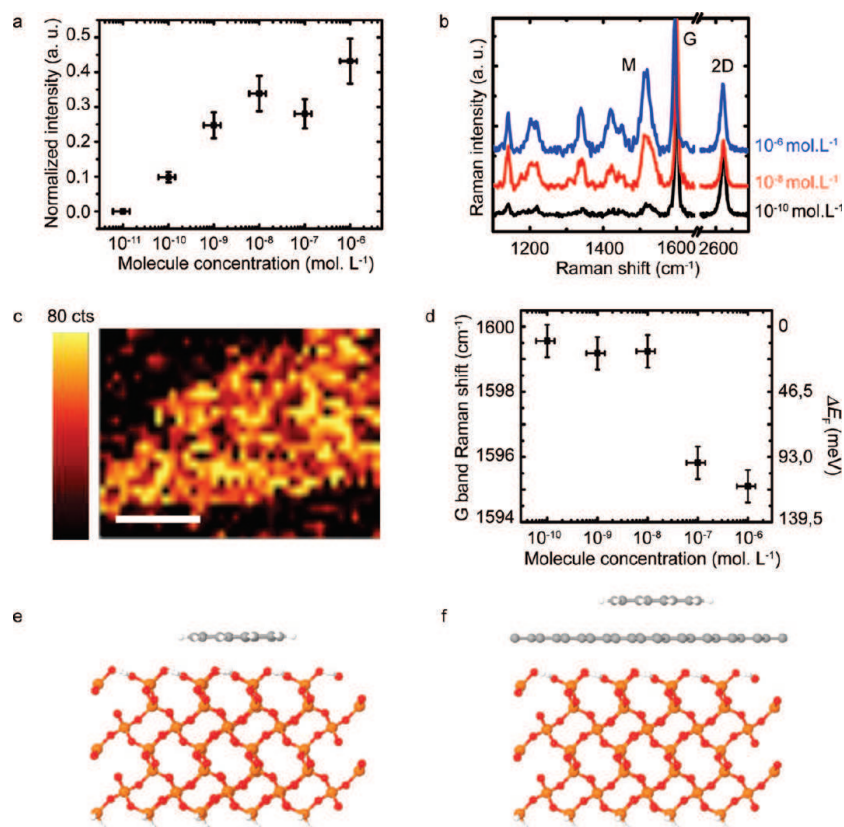 a
Normalized intensity (a. u.)
0.5
0.4
0.3
0.2
0.1
0.0
10⁻¹¹ 10⁻¹⁰ 10⁻⁹ 10⁻⁸ 10⁻⁷ 10⁻⁶
Molecule concentration (mol. L⁻¹)
b
Raman intensity (a. u.)
M
G
2D
10⁻⁶ mol.L⁻¹
10⁻⁸ mol.L⁻¹
10⁻¹⁰ mol.L⁻¹
1200 1400 1600 2600
Raman shift (cm⁻¹)
c
80 cts
d
G band Raman shift (cm⁻¹)
1600
1598
1596
1595
1594
0
46,5
93,0
139,5
ΔE_F (meV)
10⁻¹⁰ 10⁻⁹ 10⁻⁸ 10⁻⁷ 10⁻⁶
Molecule concentration (mol. L⁻¹)
e
f